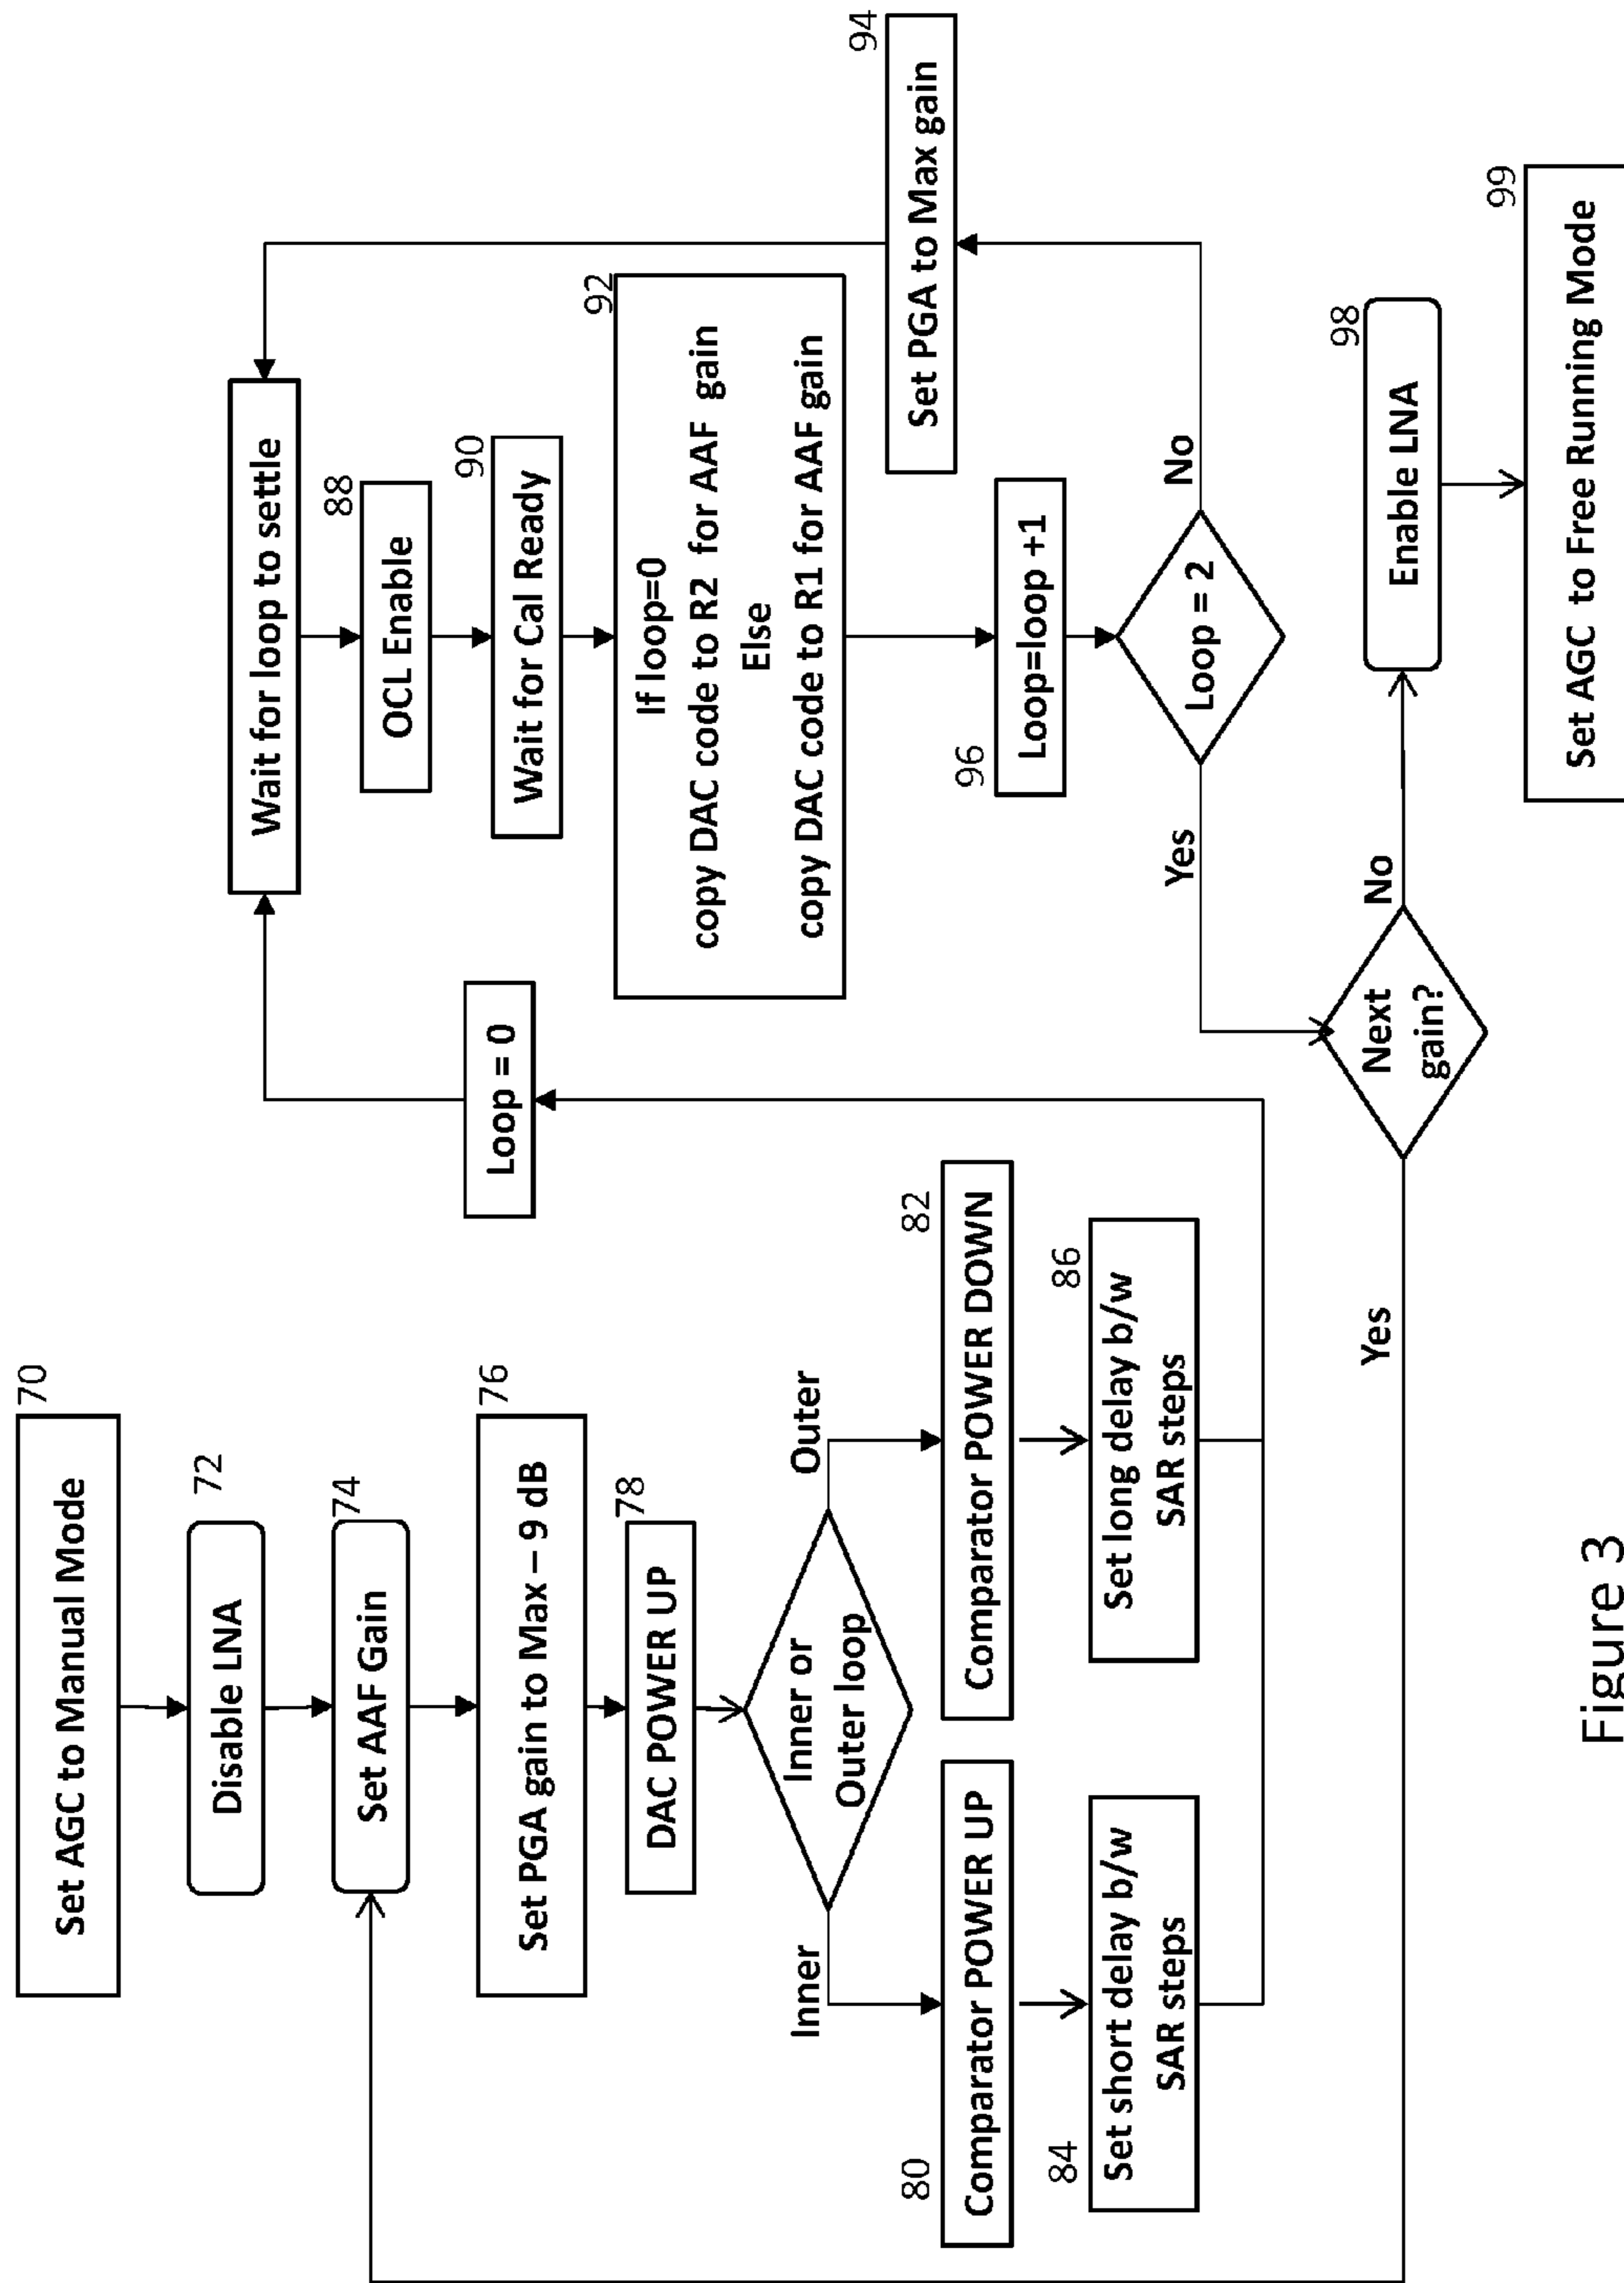 70
Set AGC to Manual Mode
72
Disable LNA
74
Set AAF Gain
76
Set PGA gain to Max – 9 dB
78
DAC POWER UP
Inner or
Outer loop
Inner
Outer
80
Comparator POWER UP
82
Comparator POWER DOWN
84
Set short delay b/w
SAR steps
86
Set long delay b/w
SAR steps
Loop = 0
Wait for loop to settle
88
OCL Enable
90
Wait for Cal Ready
92
If loop=0
copy DAC code to R2 for AAF gain
Else
copy DAC code to R1 for AAF gain
94
Set PGA to Max gain
96
Loop=loop +1
Loop = 2
No
Yes
Next
gain?
Yes
No
98
Enable LNA
99
Set AGC to Free Running Mode
Figure 3